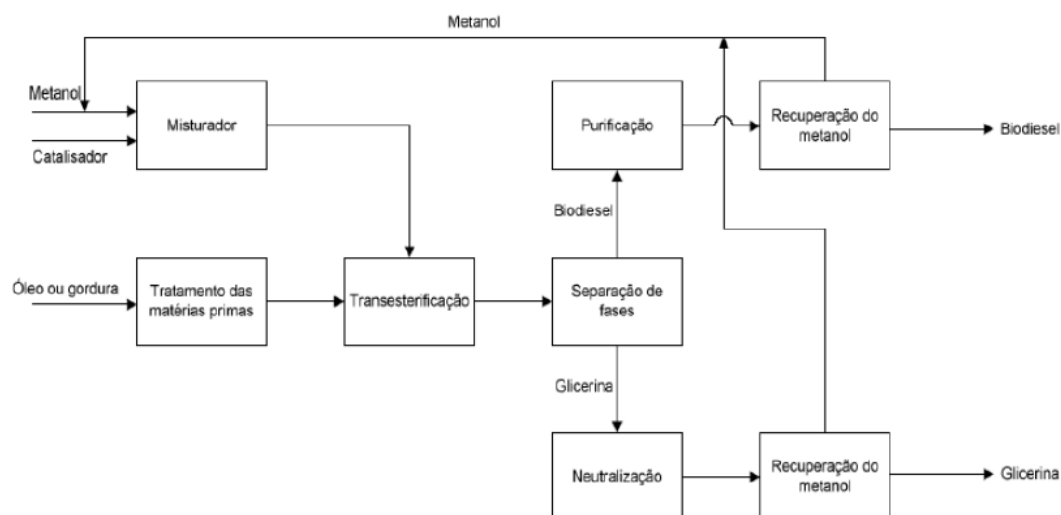 Metanol
Metanol
Catalisador
Misturador
Purificação
Recuperação do
metanol
Biodiesel
Biodiesel
Óleo ou gordura
Tratamento das
matérias primas
Transesterificação
Separação de
fases
Glicerina
Neutralização
Recuperação do
metanol
Glicerina